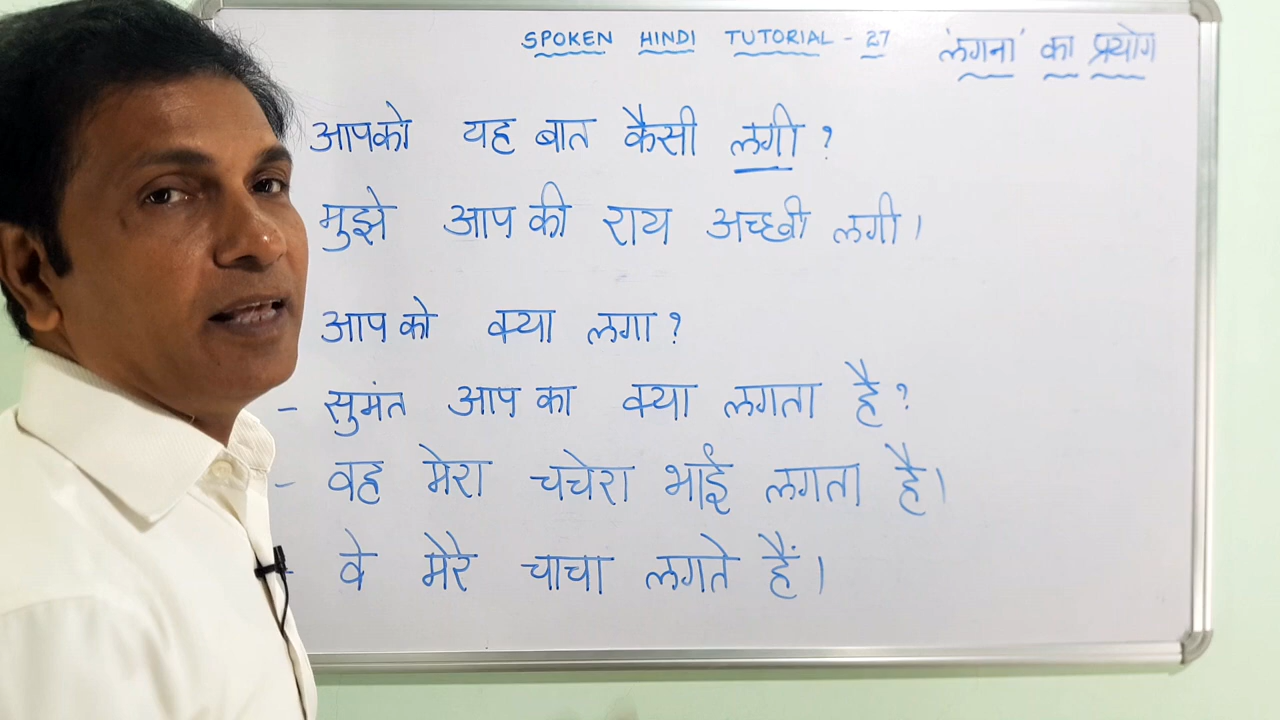 SPOKEN HINDI TUTORIAL - 27 'लगना' का प्रयोग
आपको यह बात कैसी लगी ?
मुझे आप की राय अच्छी लगी ।
आप को क्या लगा ?
- सुमंत आप का क्या लगता है ?
- वह मेरा चचेरा भाई लगता है ।
- वे मेरे चाचा लगते हैं ।